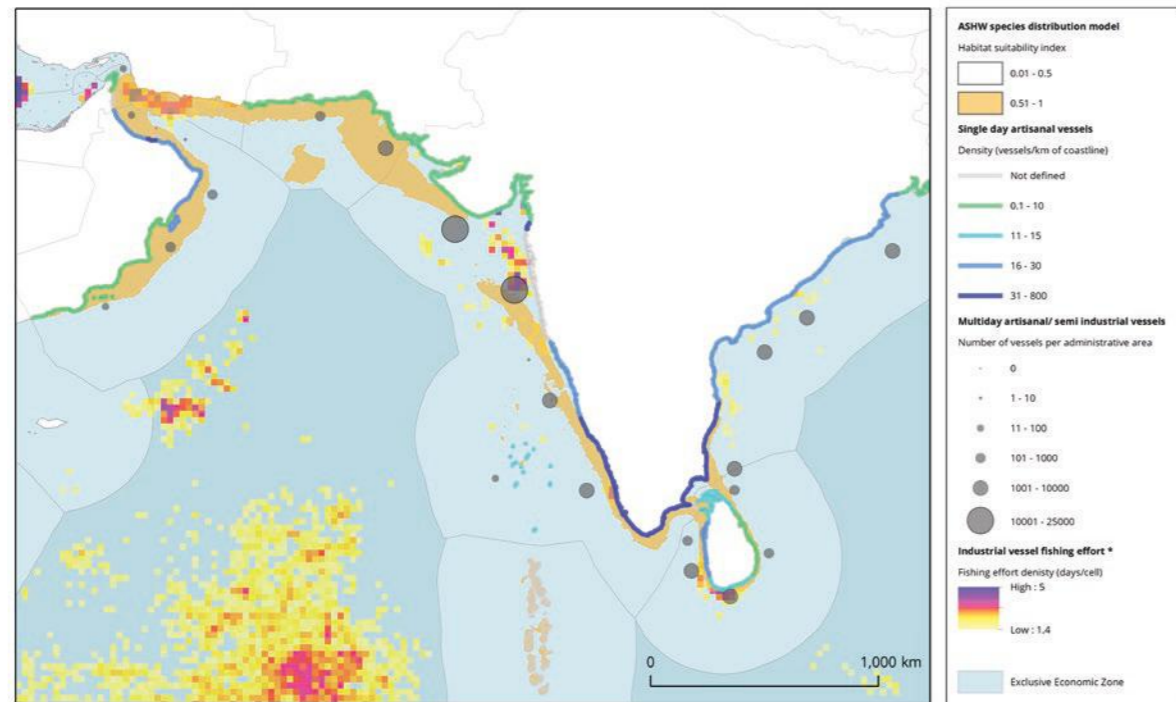 ASHW species distribution model
Habitat suitability index
0.01 - 0.5
0.51 - 1
Single day artisanal vessels
Density (vessels/km of coastline)
Not defined
0,1 - 10
11 - 15
16 - 30
31 - 800
Multiday artisanal/ semi industrial vessels
Number of vessels per administrative area
0
1 - 10
11 - 100
101 - 1000
1001 - 10000
10001 - 25000
Industrial vessel fishing effort *
Fishing effort denisty (days/cell)
High : 5
Low : 1,4
Exclusive Economic Zone
0 1,000 km